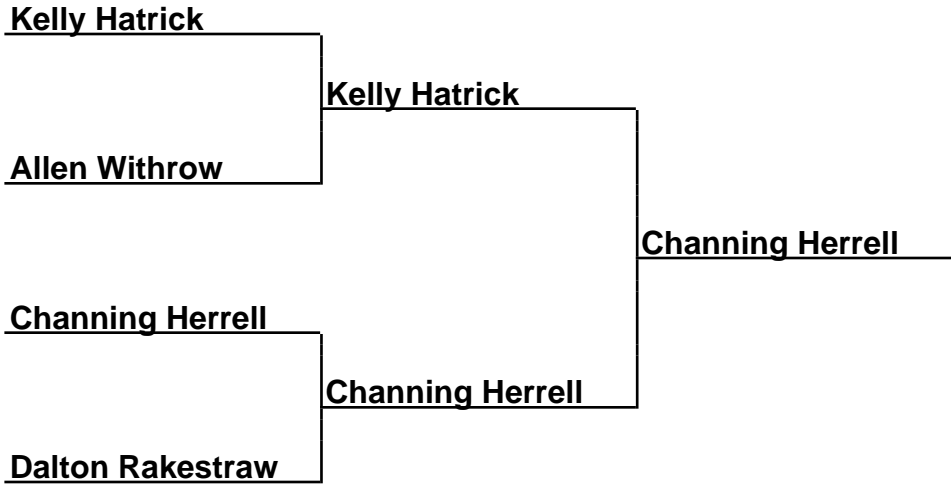 Kelly Hatrick
Kelly Hatrick
Allen Withrow
Channing Herrell
Channing Herrell
Channing Herrell
Dalton Rakestraw